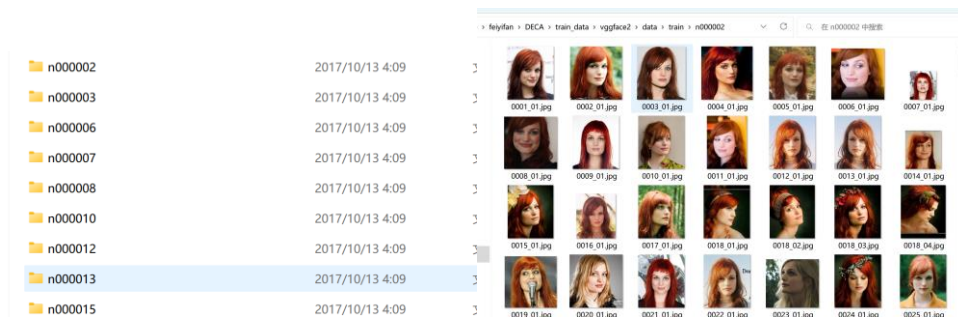 n000002 2017/10/13 4:09
n000003 2017/10/13 4:09
n000006 2017/10/13 4:09
n000007 2017/10/13 4:09
n000008 2017/10/13 4:09
n000010 2017/10/13 4:09
n000012 2017/10/13 4:09
n000013 2017/10/13 4:09
n000015 2017/10/13 4:09
› feiyifan › DECA › train_data › vggface2 › data › train › n000002 在 n000002 中搜索
0001_01.jpg 0002_01.jpg 0003_01.jpg 0004_01.jpg 0005_01.jpg 0006_01.jpg 0007_01.jpg
0008_01.jpg 0009_01.jpg 0010_01.jpg 0011_01.jpg 0012_01.jpg 0013_01.jpg 0014_01.jpg
0015_01.jpg 0016_01.jpg 0017_01.jpg 0018_01.jpg 0018_02.jpg 0018_03.jpg 0018_04.jpg
0019_01.jpg 0020_01.jpg 0021_01.jpg 0022_01.jpg 0023_01.jpg 0024_01.jpg 0025_01.jpg